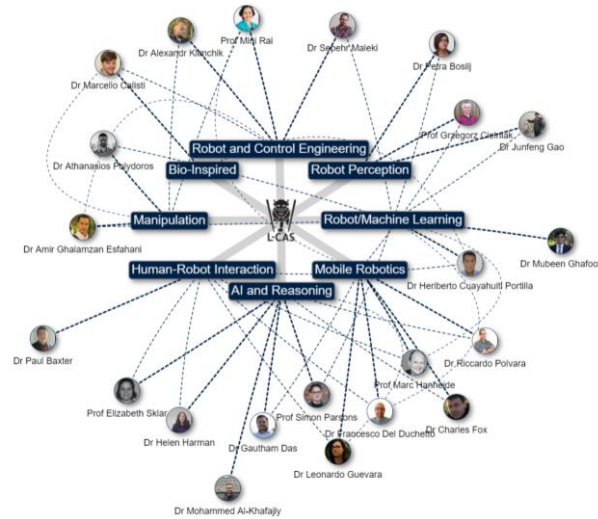 Prof Mini Rai
Dr Alexandr Klimchik
Dr Sepehr Maleki
Dr Petra Bosilj
Dr Marcello Calisti
Prof Grzegorz Cielniak
Dr Junfeng Gao
Robot and Control Engineering
Dr Athanasios Polydoros
Bio-Inspired
Robot Perception
Manipulation
Robot/Machine Learning
L-CAS
Dr Amir Ghalamzan Esfahani
Dr Mubeen Ghafoo
Human-Robot Interaction
Mobile Robotics
Dr Heriberto Cuayahuitl Portilla
AI and Reasoning
Dr Paul Baxter
Dr Riccardo Polvara
Prof Marc Hanheide
Prof Elizabeth Sklar
Prof Simon Parsons
Dr Francesco Del Duchetto
Dr Charles Fox
Dr Helen Harman
Dr Gautham Das
Dr Leonardo Guevara
Dr Mohammed Al-Khafajiy